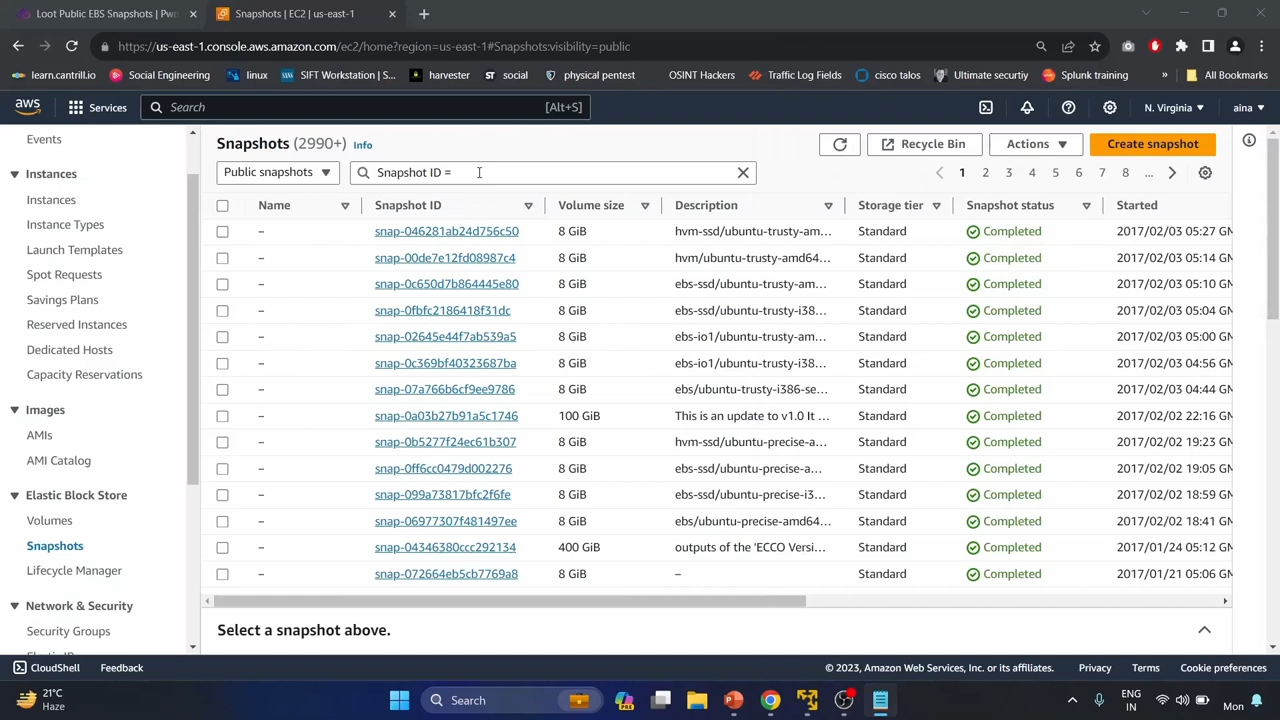 Loot Public EBS Snapshots | Pwn
Snapshots | EC2 | us-east-1
https://us-east-1.console.aws.amazon.com/ec2/home?region=us-east-1#Snapshots:visibility=public
learn.cantrill.io
Social Engineering
linux
SIFT Workstation | S...
harvester
social
physical pentest
OSINT Hackers
Traffic Log Fields
cisco talos
Ultimate securtiy
Splunk training
»
All Bookmarks
aws
Services
Search
[Alt+S]
N. Virginia
aina
Events
Instances
Instances
Instance Types
Launch Templates
Spot Requests
Savings Plans
Reserved Instances
Dedicated Hosts
Capacity Reservations
Images
AMIs
AMI Catalog
Elastic Block Store
Volumes
Snapshots
Lifecycle Manager
Network & Security
Security Groups
Snapshots (2990+) Info
Recycle Bin
Actions
Create snapshot
Public snapshots
Snapshot ID =
1 2 3 4 5 6 7 8 ...
Name Snapshot ID Volume size Description Storage tier Snapshot status Started
– snap-046281ab24d756c50 8 GiB hvm-ssd/ubuntu-trusty-am... Standard Completed 2017/02/03 05:27 GM
– snap-00de7e12fd08987c4 8 GiB hvm/ubuntu-trusty-amd64... Standard Completed 2017/02/03 05:14 GM
– snap-0c650d7b864445e80 8 GiB ebs-ssd/ubuntu-trusty-am... Standard Completed 2017/02/03 05:10 GM
– snap-0fbfc2186418f31dc 8 GiB ebs-ssd/ubuntu-trusty-i38... Standard Completed 2017/02/03 05:04 GM
– snap-02645e44f7ab539a5 8 GiB ebs-io1/ubuntu-trusty-am... Standard Completed 2017/02/03 05:00 GM
– snap-0c369bf40323687ba 8 GiB ebs-io1/ubuntu-trusty-i38... Standard Completed 2017/02/03 04:56 GM
– snap-07a766b6cf9ee9786 8 GiB ebs/ubuntu-trusty-i386-se... Standard Completed 2017/02/03 04:44 GM
– snap-0a03b27b91a5c1746 100 GiB This is an update to v1.0 It ... Standard Completed 2017/02/02 22:16 GM
– snap-0b5277f24ec61b307 8 GiB hvm-ssd/ubuntu-precise-a... Standard Completed 2017/02/02 19:23 GM
– snap-0ff6cc0479d002276 8 GiB ebs-ssd/ubuntu-precise-a... Standard Completed 2017/02/02 19:05 GM
– snap-099a73817bfc2f6fe 8 GiB ebs-ssd/ubuntu-precise-i3... Standard Completed 2017/02/02 18:59 GM
– snap-06977307f481497ee 8 GiB ebs/ubuntu-precise-amd64... Standard Completed 2017/02/02 18:41 GM
– snap-04346380ccc292134 400 GiB outputs of the 'ECCO Versi... Standard Completed 2017/01/24 05:12 GM
– snap-072664eb5cb7769a8 8 GiB – Standard Completed 2017/01/21 05:06 GM
Select a snapshot above.
CloudShell
Feedback
© 2023, Amazon Web Services, Inc. or its affiliates.
Privacy
Terms
Cookie preferences
21°C
Haze
Search
ENG
IN
Mon